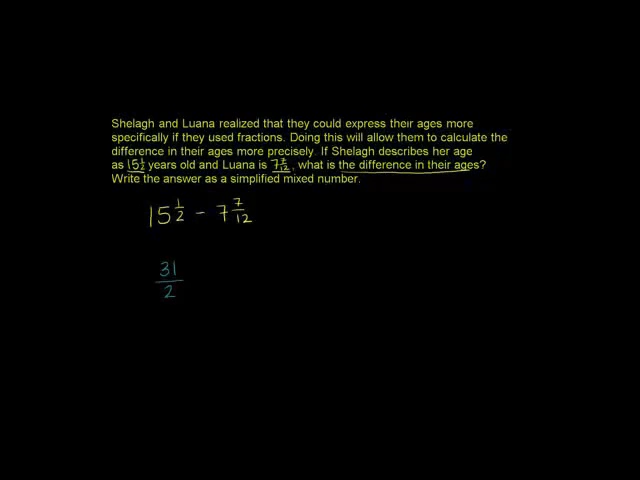 Shelagh and Luana realized that they could express their ages more
specifically if they used fractions. Doing this will allow them to calculate the
difference in their ages more precisely. If Shelagh describes her age
as 15 1/2 years old and Luana is 7 7/12, what is the difference in their ages?
Write the answer as a simplified mixed number.
15 1/2 - 7 7/12
31
2